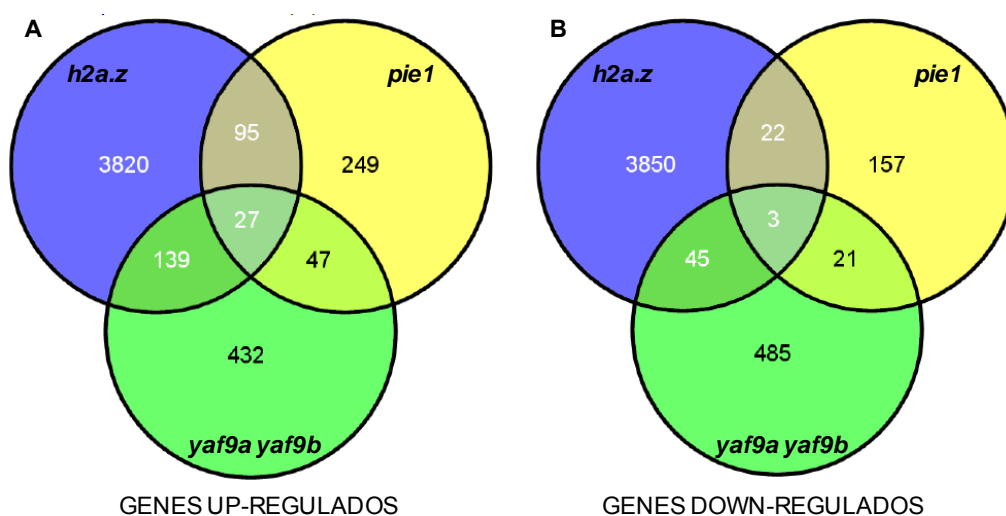 A
h2a.z
pie1
95
3820
249
27
139
47
432
yaf9a yaf9b
GENES UP-REGULADOS
B
h2a.z
pie1
22
3850
157
3
45
21
485
yaf9a yaf9b
GENES DOWN-REGULADOS